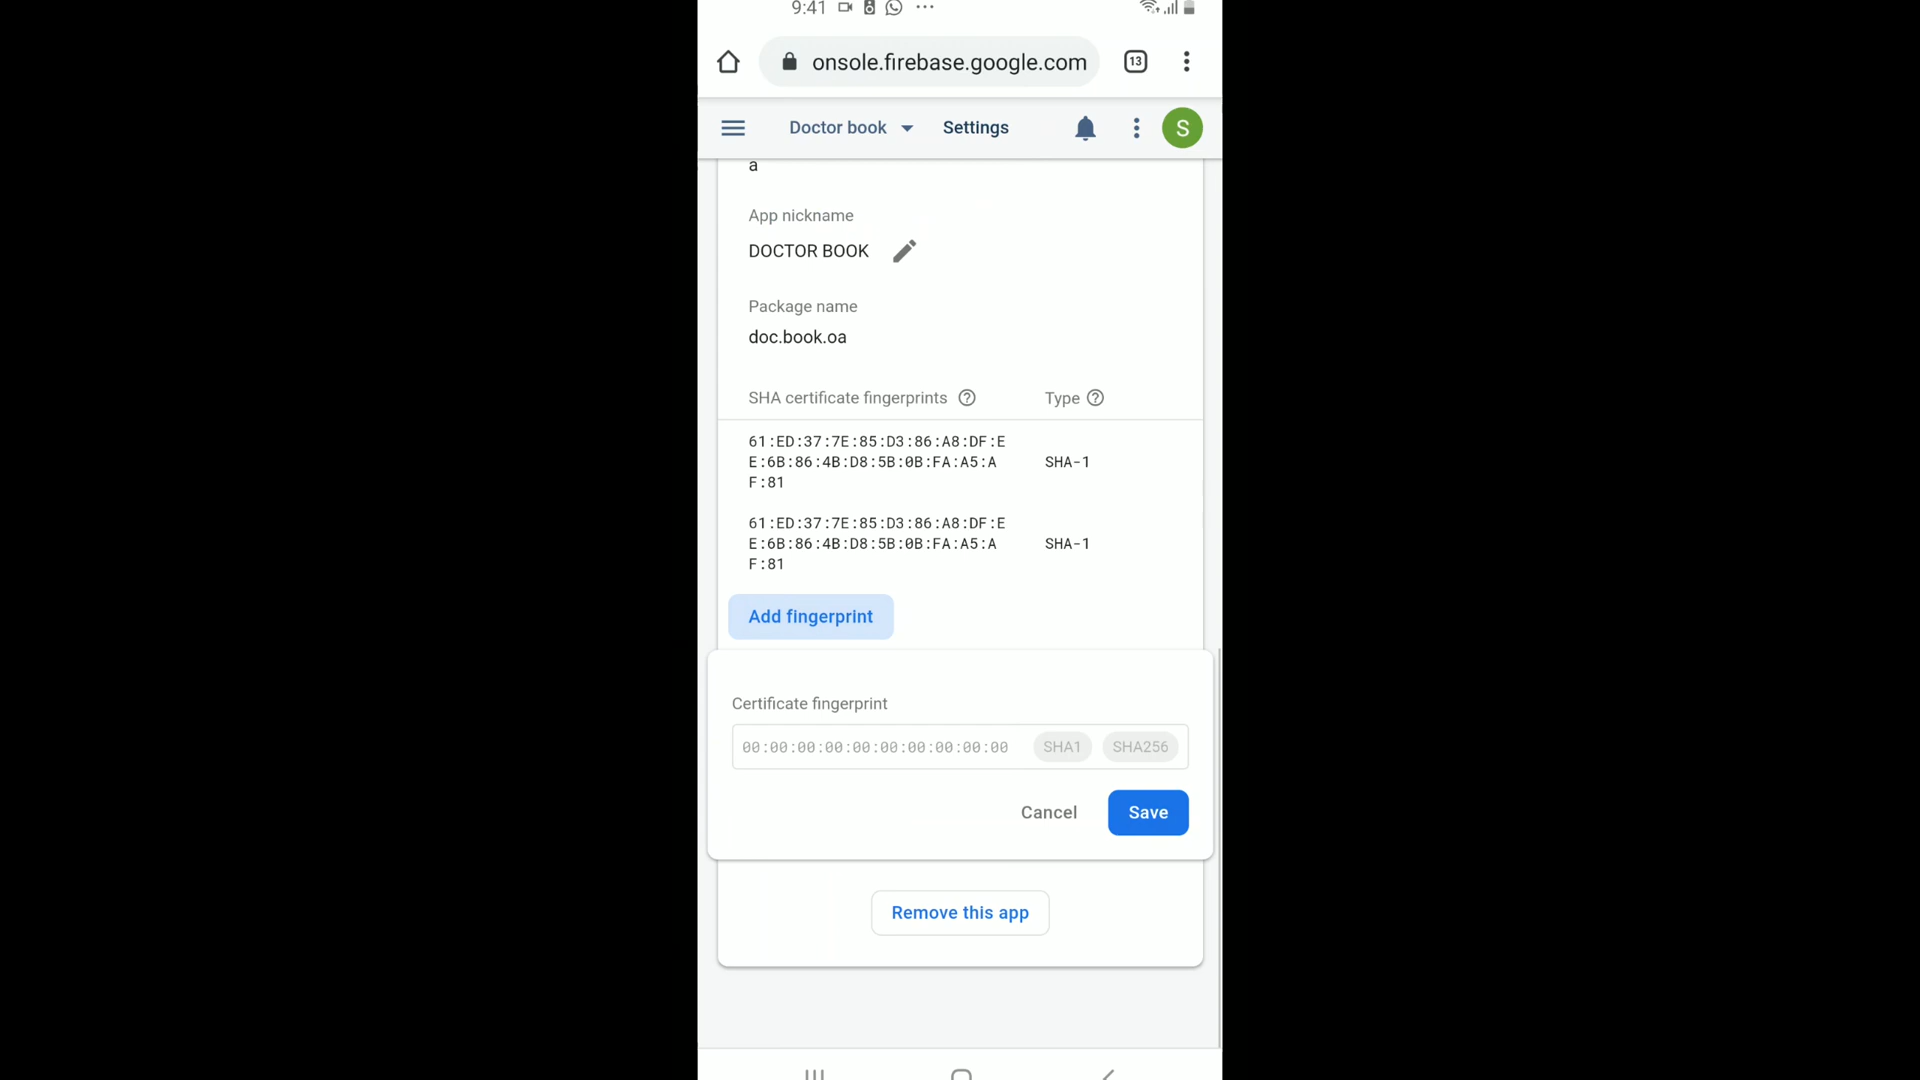 9:41
onsole.firebase.google.com
13
Doctor book
Settings
S
a
App nickname
DOCTOR BOOK
Package name
doc.book.oa
SHA certificate fingerprints
Type
61:ED:37:7E:85:D3:86:A8:DF:E
E:6B:86:4B:D8:5B:0B:FA:A5:A
F:81
SHA-1
61:ED:37:7E:85:D3:86:A8:DF:E
E:6B:86:4B:D8:5B:0B:FA:A5:A
F:81
SHA-1
Add fingerprint
Certificate fingerprint
00:00:00:00:00:00:00:00:00:00
SHA1
SHA256
Cancel
Save
Remove this app